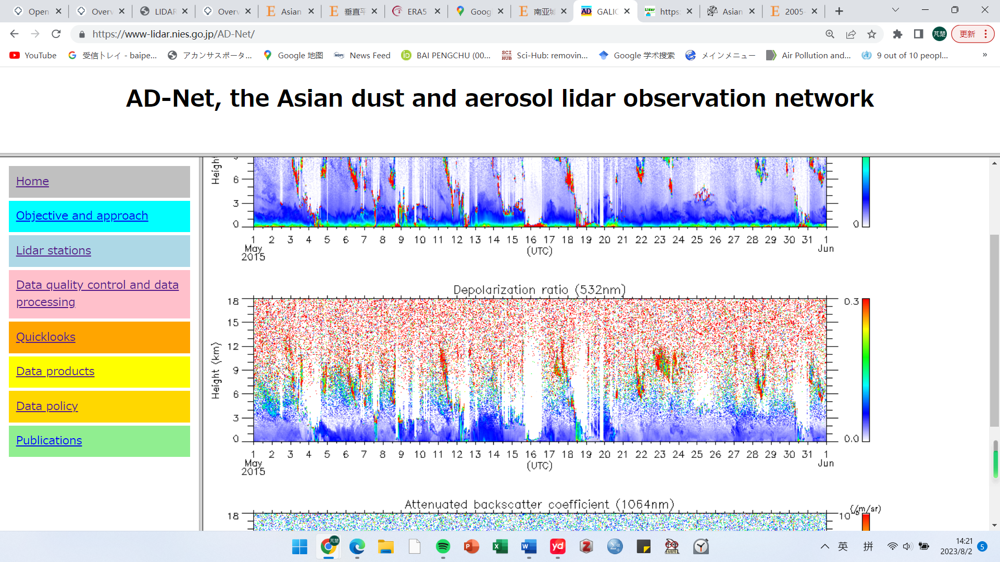 Open
Overv
LIDAR
Overv
Asian
垂直平
ERA5
Goog
南亚城
GALIC
https:
Asian
2005-
https://www-lidar.nies.go.jp/AD-Net/
更新
YouTube
受信トレイ - baipe...
アカンサスポータ...
Google 地图
News Feed
BAI PENGCHU (00...
Sci-Hub: removin...
Google 学术搜索
メインメニュー
Air Pollution and...
9 out of 10 peopl...
»
AD-Net, the Asian dust and aerosol lidar observation network
Home
Objective and approach
Lidar stations
Data quality control and data
processing
Quicklooks
Data products
Data policy
Publications
Height
6
3
0
0
1 2 3 4 5 6 7 8 9 10 11 12 13 14 15 16 17 18 19 20 21 22 23 24 25 26 27 28 29 30 31 1
May
2015
(UTC)
Jun
Depolarization ratio (532nm)
18
15
12
9
6
3
0
Height (km)
0.3
0.0
1 2 3 4 5 6 7 8 9 10 11 12 13 14 15 16 17 18 19 20 21 22 23 24 25 26 27 28 29 30 31 1
May
2015
(UTC)
Jun
Attenuated backscatter coefficient (1064nm)
(/m/sr)
18
英
拼
14:21
2023/8/2
5